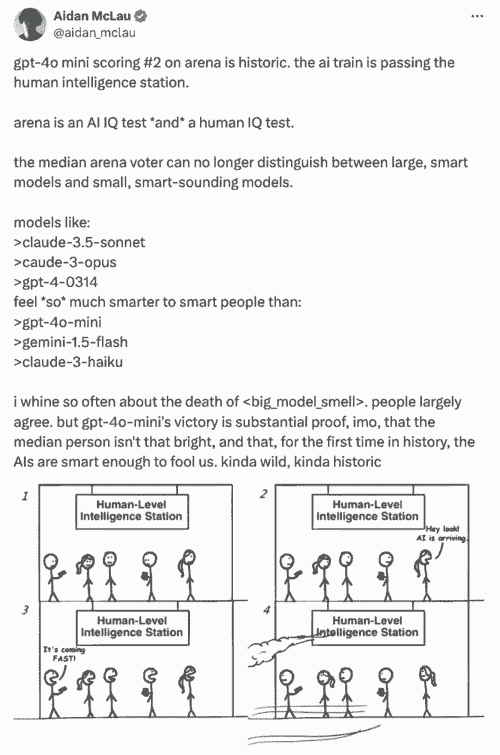 Aidan McLau
@aidan_mclau
gpt-4o mini scoring #2 on arena is historic. the ai train is passing the
human intelligence station.
arena is an AI IQ test *and* a human IQ test.
the median arena voter can no longer distinguish between large, smart
models and small, smart-sounding models.
models like:
>claude-3.5-sonnet
>caude-3-opus
>gpt-4-0314
feel *so* much smarter to smart people than:
>gpt-4o-mini
>gemini-1.5-flash
>claude-3-haiku
i whine so often about the death of <big_model_smell>. people largely
agree. but gpt-4o-mini's victory is substantial proof, imo, that the
median person isn't that bright, and that, for the first time in history, the
AIs are smart enough to fool us. kinda wild, kinda historic
1
Human-Level
Intelligence Station
2
Human-Level
Intelligence Station
Hey look!
AI is arriving.
3
Human-Level
Intelligence Station
It's coming
FAST!
4
Human-Level
Intelligence Station